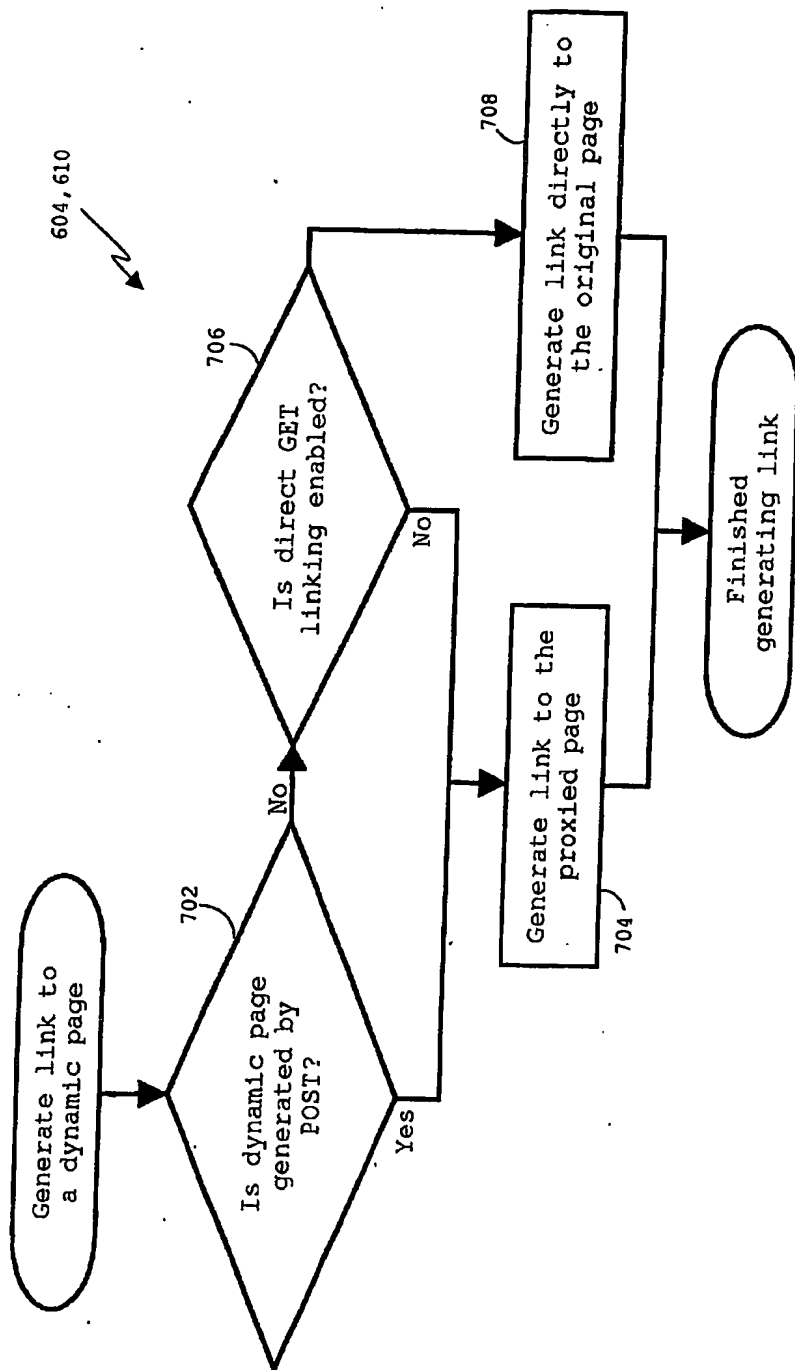 604,610
Generate link to
a dynamic page
702
Is dynamic page
generated by
POST?
No
Yes
706
Is direct GET
linking enabled?
No
Generate link to the
proxied page
704
708
Generate link directly to
the original page
Finished
generating link